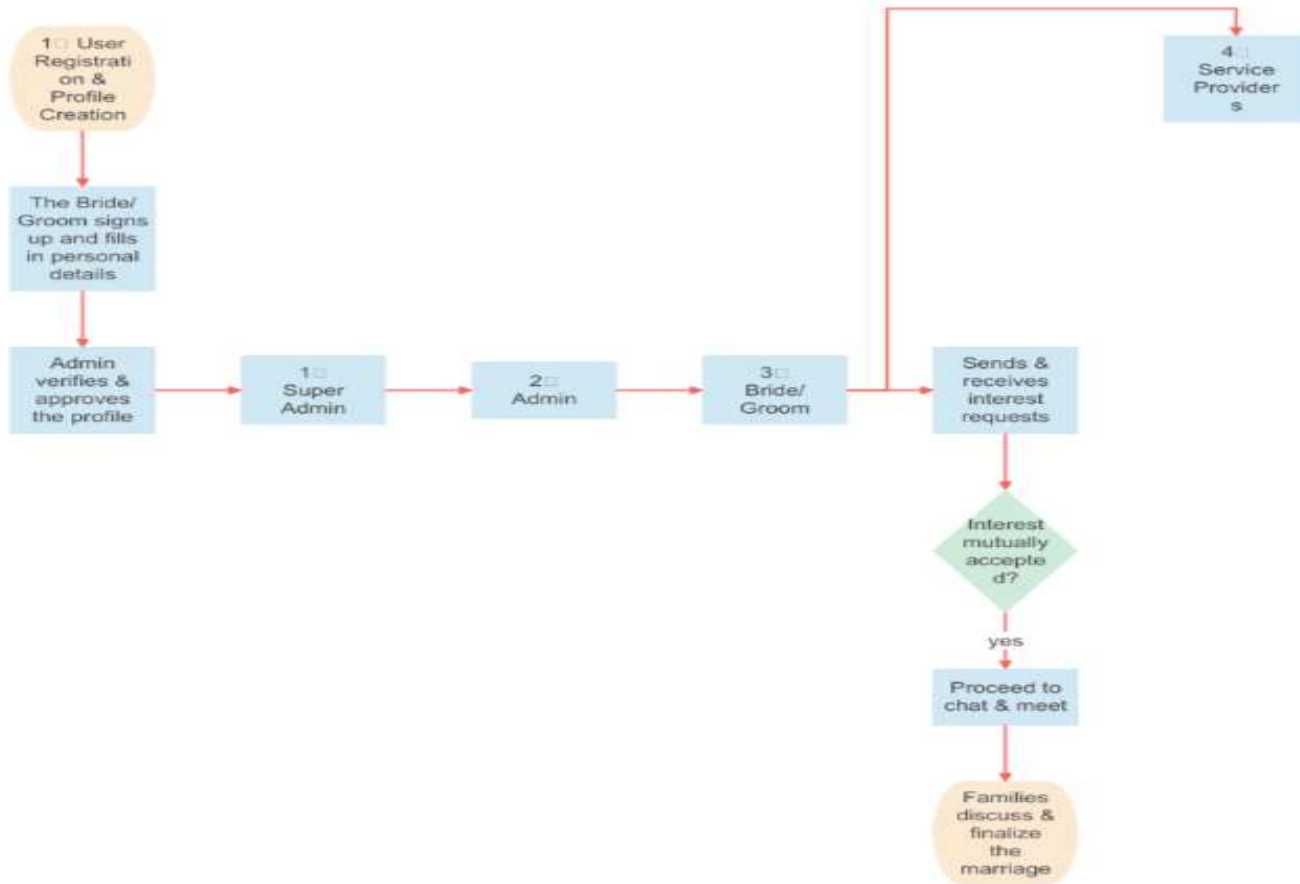 1□ User
Registrati
on &
Profile
Creation
The Bride/
Groom signs
up and fills
in personal
details
Admin
verifies &
approves
the profile
1□
Super
Admin
2□
Admin
3□
Bride/
Groom
4□
Service
Provider
s
Sends &
receives
interest
requests
Interest
mutually
accepte
d?
yes
Proceed to
chat & meet
Families
discuss &
finalize
the
marriage